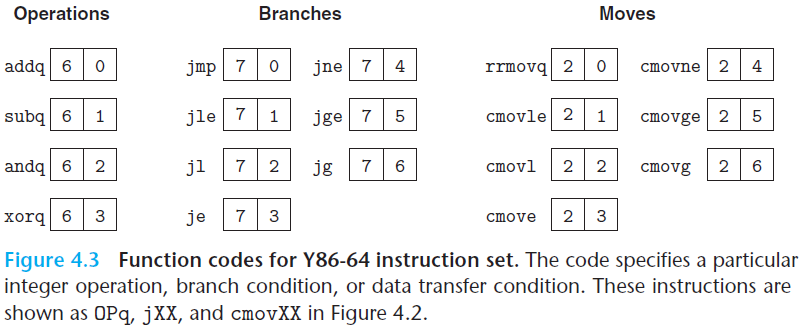 Operations Branches Moves
addq 6 0 jmp 7 0 jne 7 4 rrmovq 2 0 cmovne 2 4
subq 6 1 jle 7 1 jge 7 5 cmovle 2 1 cmovge 2 5
andq 6 2 jl 7 2 jg 7 6 cmovl 2 2 cmovg 2 6
xorq 6 3 je 7 3 cmove 2 3
Figure 4.3 Function codes for Y86-64 instruction set. The code specifies a particular
integer operation, branch condition, or data transfer condition. These instructions are
shown as OPq, jXX, and cmovXX in Figure 4.2.